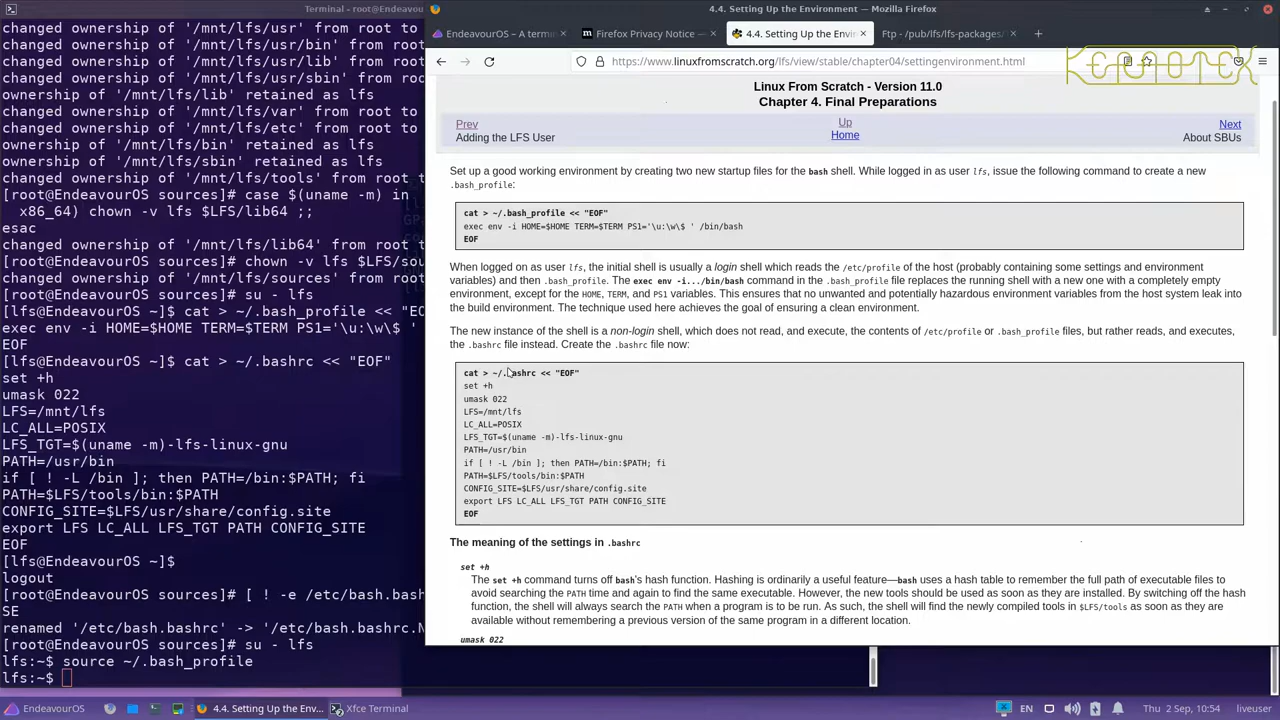 Terminal - root@Endeavour
changed ownership of '/mnt/lfs/usr' from root to
changed ownership of '/mnt/lfs/usr/bin' from root
changed ownership of '/mnt/lfs/usr/lib' from root
changed ownership of '/mnt/lfs/usr/sbin' from root
changed ownership of '/mnt/lfs/lib' from root to
ownership of '/mnt/lfs/lib' retained as lfs
changed ownership of '/mnt/lfs/var' from root to
changed ownership of '/mnt/lfs/etc' from root to
ownership of '/mnt/lfs/bin' retained as lfs
ownership of '/mnt/lfs/sbin' retained as lfs
changed ownership of '/mnt/lfs/tools' from root t
[root@EndeavourOS sources]# case $(uname -m) in
x86_64) chown -v lfs $LFS/lib64 ;;
esac
changed ownership of '/mnt/lfs/lib64' from root t
[root@EndeavourOS sources]# chown -v lfs $LFS/sou
changed ownership of '/mnt/lfs/sources' from root
[root@EndeavourOS sources]# su - lfs
[lfs@EndeavourOS ~]$ cat > ~/.bash_profile << "EO
exec env -i HOME=$HOME TERM=$TERM PS1='\u:\w\$ '
EOF
[lfs@EndeavourOS ~]$ cat > ~/.bashrc << "EOF"
set +h
umask 022
LFS=/mnt/lfs
LC_ALL=POSIX
LFS_TGT=$(uname -m)-lfs-linux-gnu
PATH=/usr/bin
if [ ! -L /bin ]; then PATH=/bin:$PATH; fi
PATH=$LFS/tools/bin:$PATH
CONFIG_SITE=$LFS/usr/share/config.site
export LFS LC_ALL LFS_TGT PATH CONFIG_SITE
EOF
[lfs@EndeavourOS ~]$
logout
[root@EndeavourOS sources]# [ ! -e /etc/bash.bash
SE
renamed '/etc/bash.bashrc' -> '/etc/bash.bashrc.N
[root@EndeavourOS sources]# su - lfs
lfs:~$ source ~/.bash_profile
lfs:~$
4.4. Setting Up the Environment — Mozilla Firefox
EndeavourOS – A termi
Firefox Privacy Notice —
4.4. Setting Up the Envir
Ftp - /pub/lfs/lfs-packages/
https://www.linuxfromscratch.org/lfs/view/stable/chapter04/settingenvironment.html
Linux From Scratch - Version 11.0
Chapter 4. Final Preparations
Prev Up Next
Adding the LFS User Home About SBUs
Set up a good working environment by creating two new startup files for the bash shell. While logged in as user lfs, issue the following command to create a new
.bash_profile:
cat > ~/.bash_profile << "EOF"
exec env -i HOME=$HOME TERM=$TERM PS1='\u:\w\$ ' /bin/bash
EOF
When logged on as user lfs, the initial shell is usually a login shell which reads the /etc/profile of the host (probably containing some settings and environment
variables) and then .bash_profile. The exec env -i.../bin/bash command in the .bash_profile file replaces the running shell with a new one with a completely empty
environment, except for the HOME, TERM, and PS1 variables. This ensures that no unwanted and potentially hazardous environment variables from the host system leak into
the build environment. The technique used here achieves the goal of ensuring a clean environment.
The new instance of the shell is a non-login shell, which does not read, and execute, the contents of /etc/profile or .bash_profile files, but rather reads, and executes,
the .bashrc file instead. Create the .bashrc file now:
cat > ~/.bashrc << "EOF"
set +h
umask 022
LFS=/mnt/lfs
LC_ALL=POSIX
LFS_TGT=$(uname -m)-lfs-linux-gnu
PATH=/usr/bin
if [ ! -L /bin ]; then PATH=/bin:$PATH; fi
PATH=$LFS/tools/bin:$PATH
CONFIG_SITE=$LFS/usr/share/config.site
export LFS LC_ALL LFS_TGT PATH CONFIG_SITE
EOF
The meaning of the settings in .bashrc
set +h
The set +h command turns off bash's hash function. Hashing is ordinarily a useful feature—bash uses a hash table to remember the full path of executable files to
avoid searching the PATH time and again to find the same executable. However, the new tools should be used as soon as they are installed. By switching off the hash
function, the shell will always search the PATH when a program is to be run. As such, the shell will find the newly compiled tools in $LFS/tools as soon as they are
available without remembering a previous version of the same program in a different location.
umask 022
EndeavourOS
4.4. Setting Up the Env...
Xfce Terminal
EN
Thu 2 Sep, 10:54
liveuser